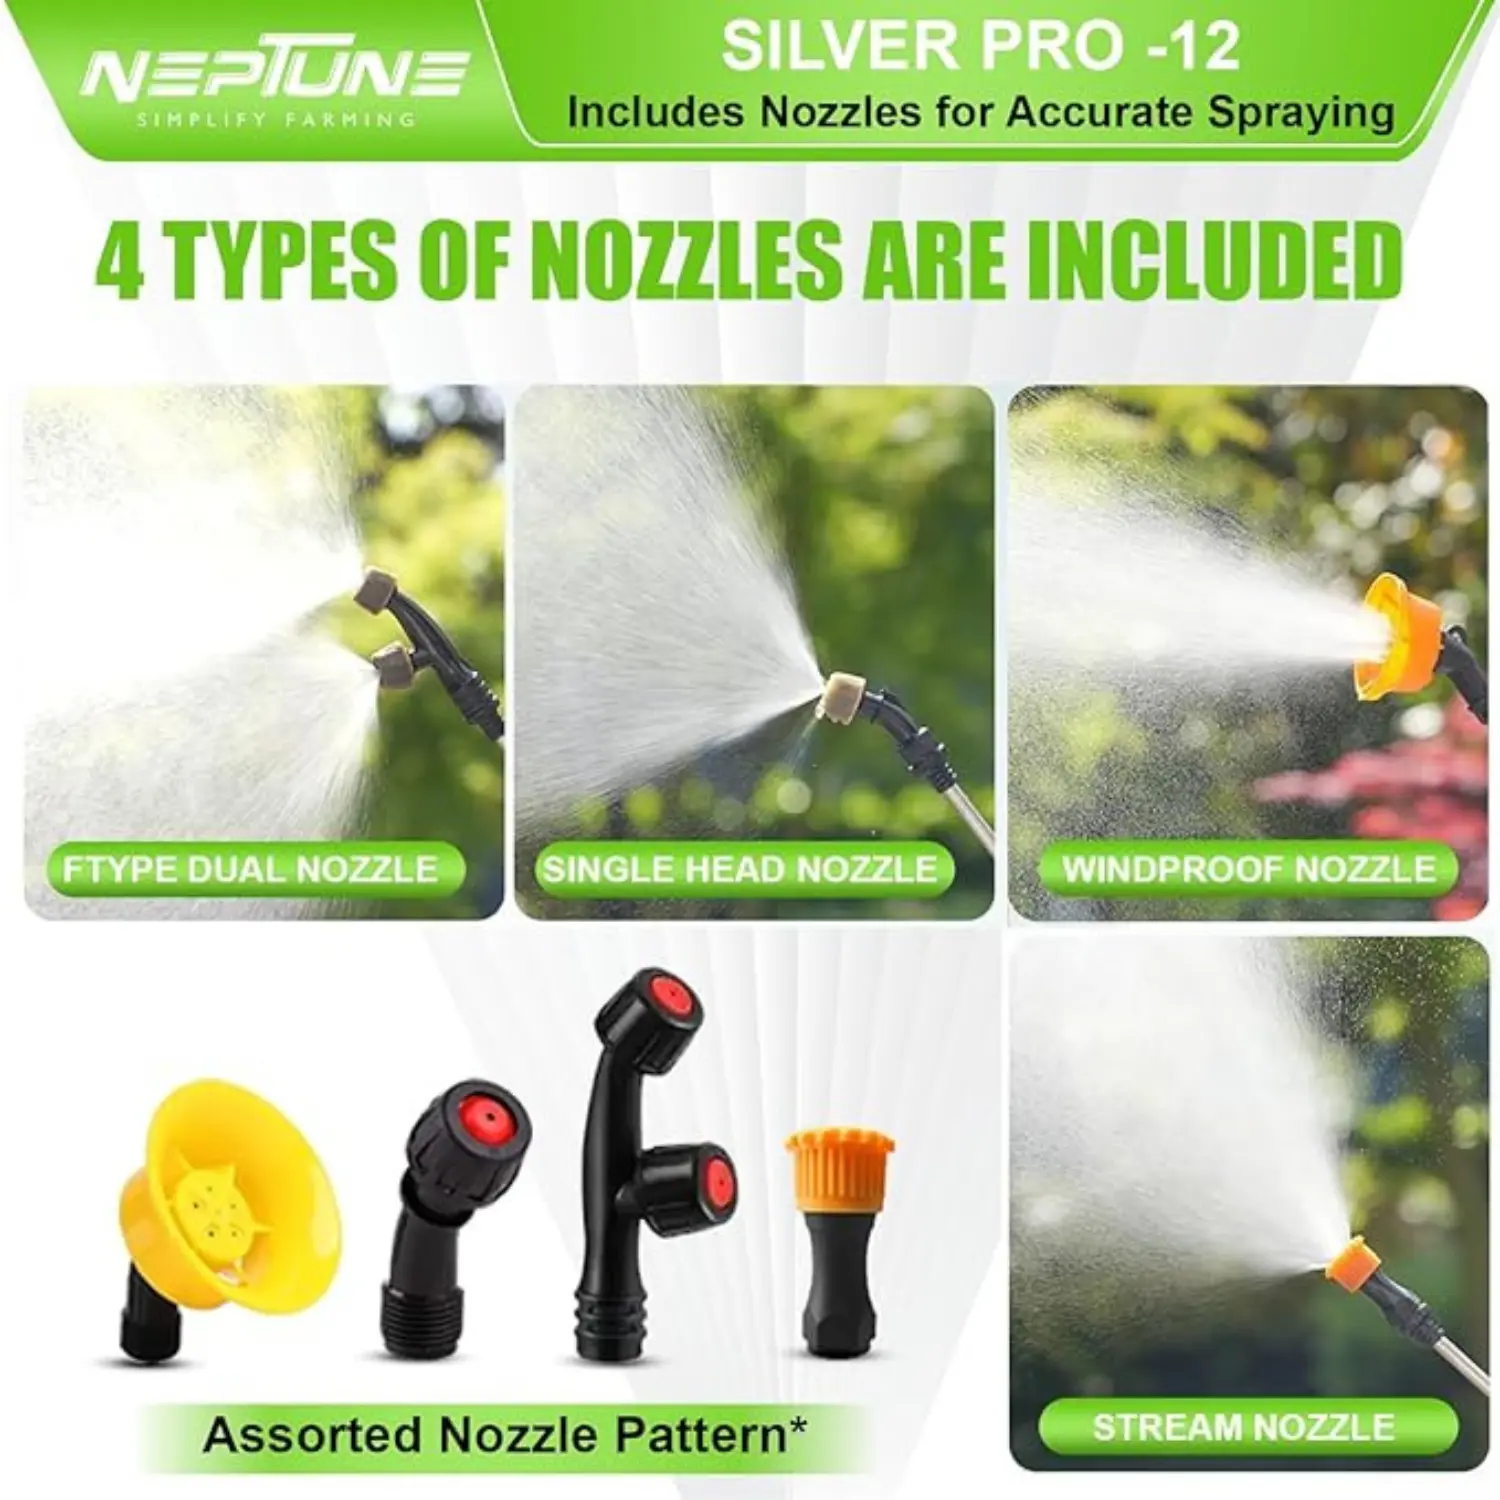 NEPTUNE
SIMPLIFY FARMING
SILVER PRO -12
Includes Nozzles for Accurate Spraying
4 TYPES OF NOZZLES ARE INCLUDED
FTYPE DUAL NOZZLE
SINGLE HEAD NOZZLE
WINDPROOF NOZZLE
Assorted Nozzle Pattern*
STREAM NOZZLE